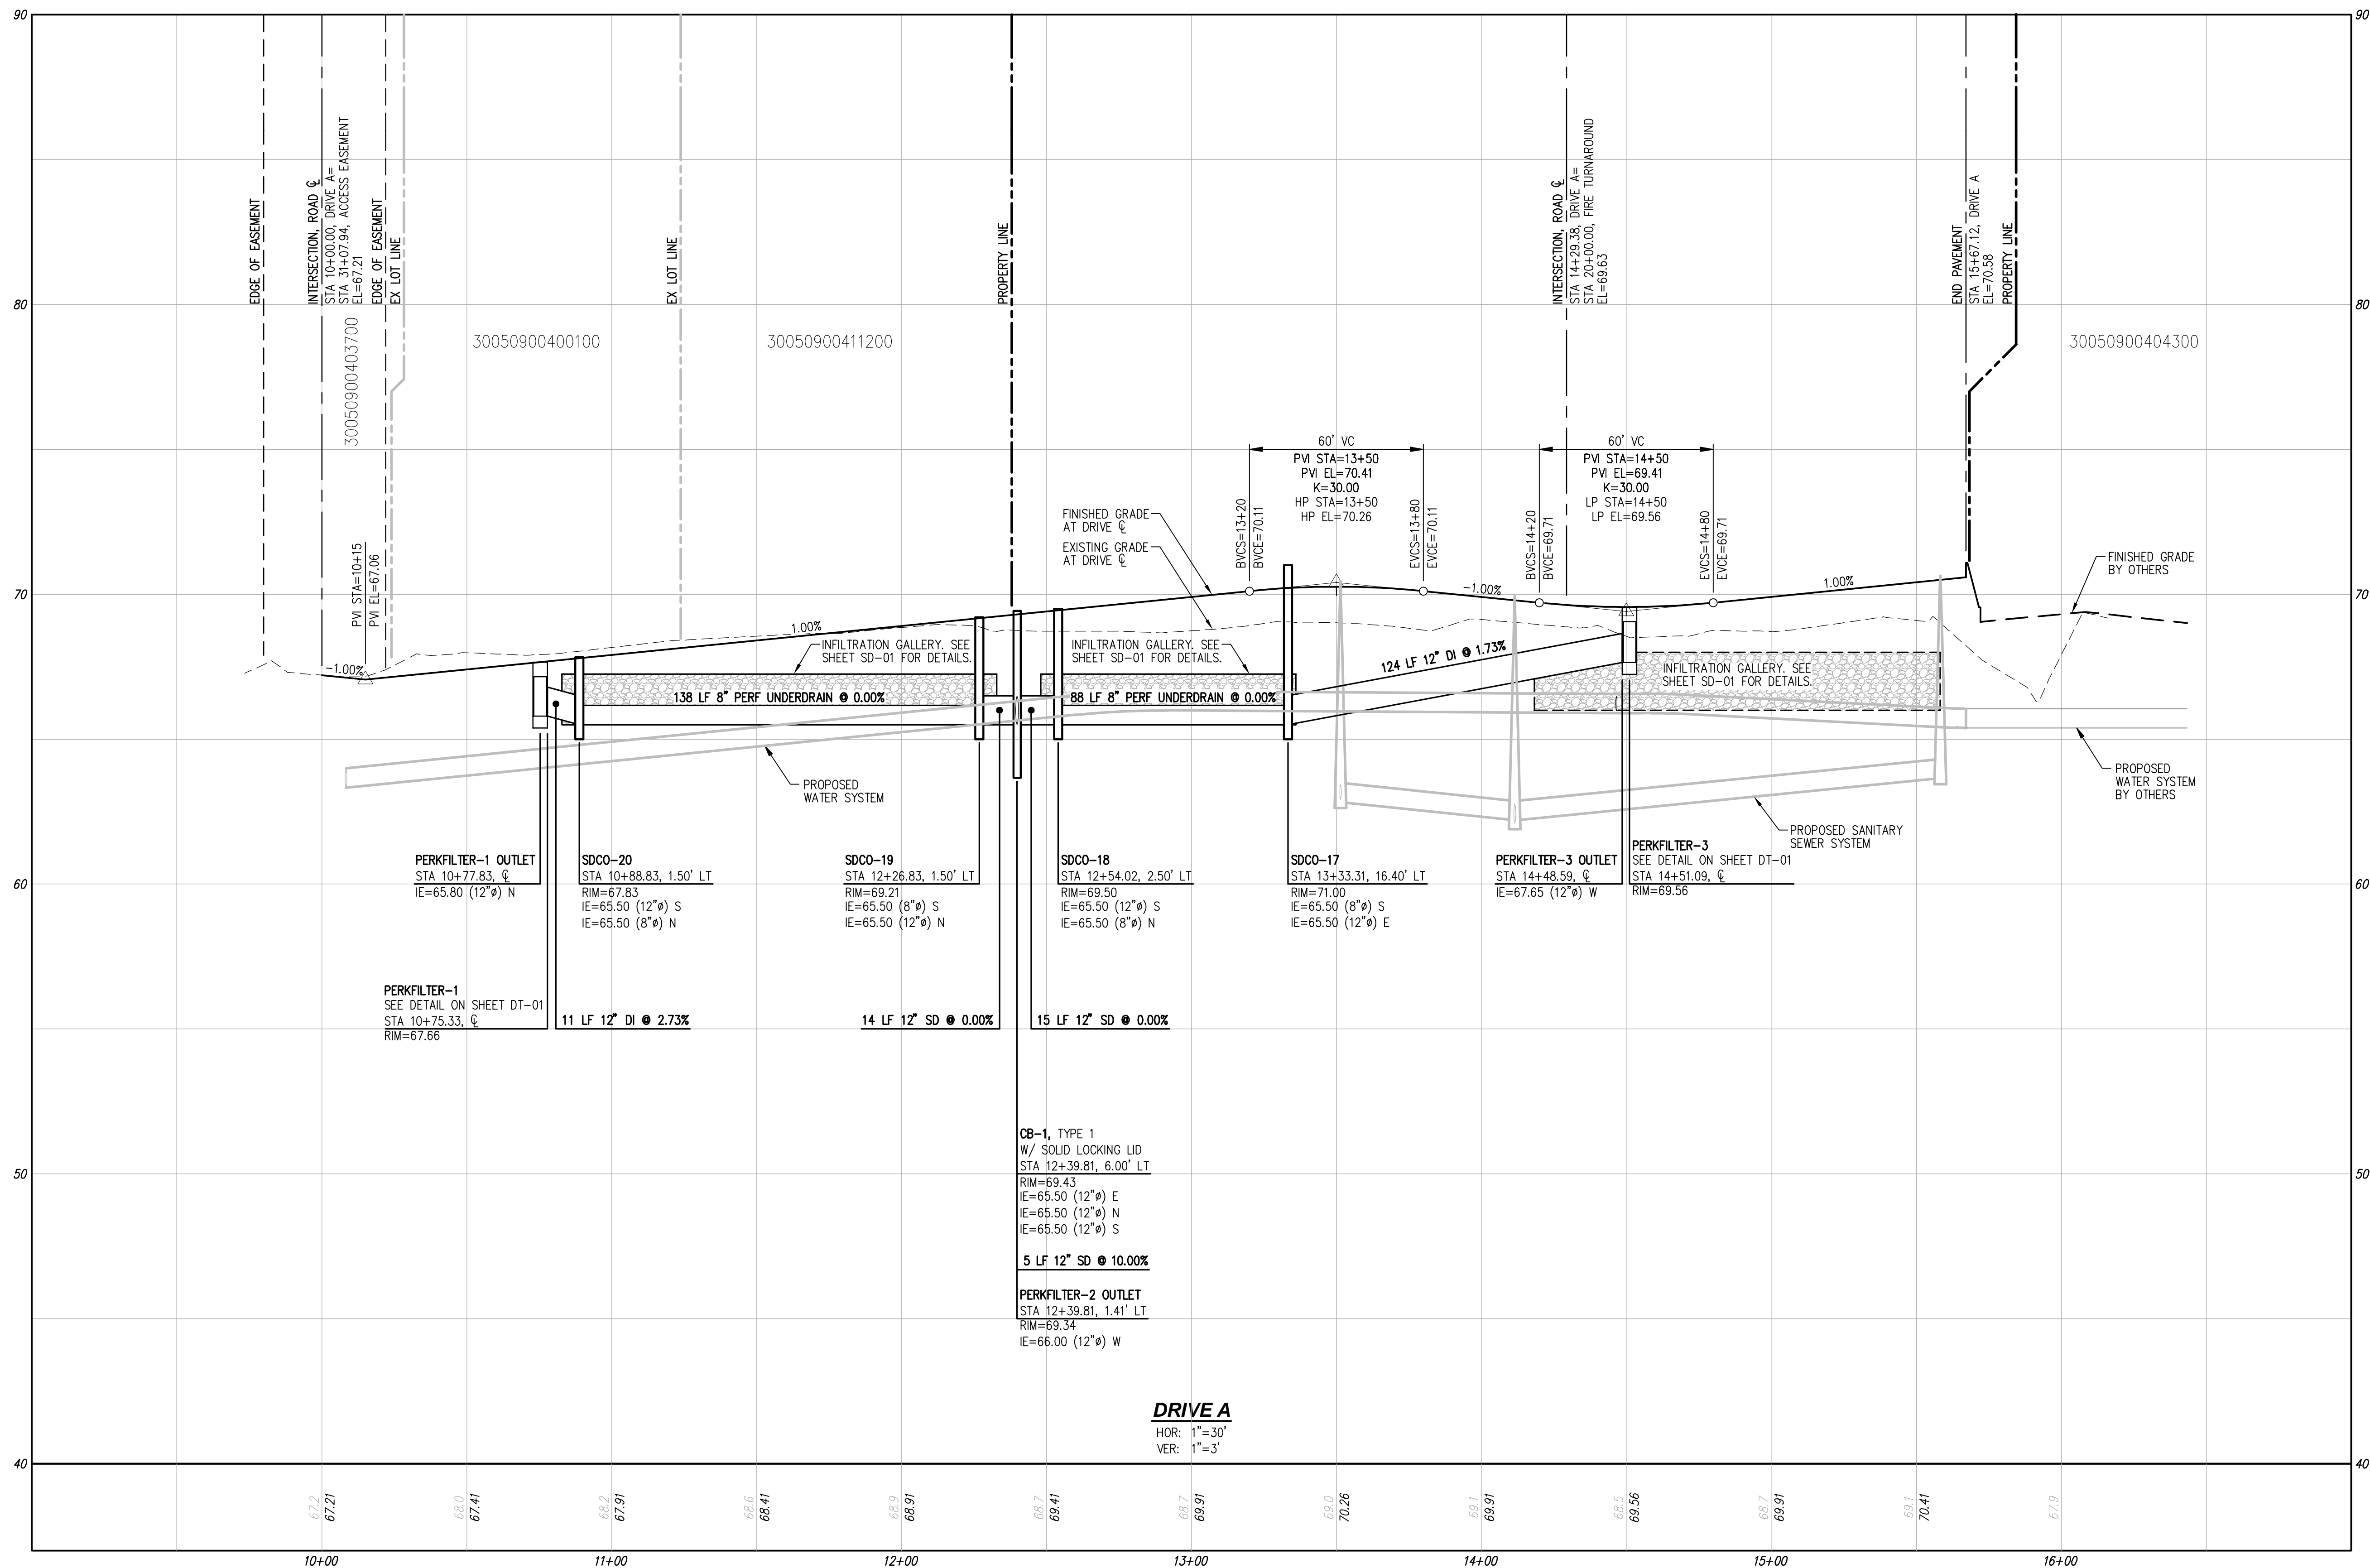 90
90
EDGE OF EASEMENT
INTERSECTION, ROAD ℄
STA 10+00.00, DRIVE A=
STA 31+07.94, ACCESS EASEMENT
EL=67.21
EDGE OF EASEMENT
EX LOT LINE
EX LOT LINE
PROPERTY LINE
INTERSECTION, ROAD ℄
STA 14+29.38, DRIVE A=
STA 20+00.00, FIRE TURNAROUND
EL=69.63
END PAVEMENT
STA 15+67.12, DRIVE A
EL=70.58
PROPERTY LINE
80
80
30050900403700
30050900400100
30050900411200
30050900404300
60' VC
PVI STA=13+50
PVI EL=70.41
K=30.00
HP STA=13+50
HP EL=70.26
60' VC
PVI STA=14+50
PVI EL=69.41
K=30.00
LP STA=14+50
LP EL=69.56
FINISHED GRADE
AT DRIVE ℄
EXISTING GRADE
AT DRIVE ℄
BVCS=13+20
BVCE=70.11
EVCS=13+80
EVCE=70.11
BVCS=14+20
BVCE=69.71
EVCS=14+80
EVCE=69.71
PVI STA=10+15
PVI EL=67.06
FINISHED GRADE
BY OTHERS
70
70
-1.00%
1.00%
-1.00%
1.00%
INFILTRATION GALLERY. SEE
SHEET SD-01 FOR DETAILS.
INFILTRATION GALLERY. SEE
SHEET SD-01 FOR DETAILS.
124 LF 12" DI @ 1.73%
INFILTRATION GALLERY. SEE
SHEET SD-01 FOR DETAILS.
138 LF 8" PERF UNDERDRAIN @ 0.00%
88 LF 8" PERF UNDERDRAIN @ 0.00%
PROPOSED
WATER SYSTEM
PROPOSED
WATER SYSTEM
BY OTHERS
PROPOSED SANITARY
SEWER SYSTEM
60
60
PERKFILTER-1 OUTLET
STA 10+77.83, ℄
IE=65.80 (12"ø) N
SDCO-20
STA 10+88.83, 1.50' LT
RIM=67.83
IE=65.50 (12"ø) S
IE=65.50 (8"ø) N
SDCO-19
STA 12+26.83, 1.50' LT
RIM=69.21
IE=65.50 (8"ø) S
IE=65.50 (12"ø) N
SDCO-18
STA 12+54.02, 2.50' LT
RIM=69.50
IE=65.50 (12"ø) S
IE=65.50 (8"ø) N
SDCO-17
STA 13+33.31, 16.40' LT
RIM=71.00
IE=65.50 (8"ø) S
IE=65.50 (12"ø) E
PERKFILTER-3 OUTLET
STA 14+48.59, ℄
IE=67.65 (12"ø) W
PERKFILTER-3
SEE DETAIL ON SHEET DT-01
STA 14+51.09, ℄
RIM=69.56
PERKFILTER-1
SEE DETAIL ON SHEET DT-01
STA 10+75.33, ℄
RIM=67.66
11 LF 12" DI @ 2.73%
14 LF 12" SD @ 0.00%
15 LF 12" SD @ 0.00%
50
50
CB-1, TYPE 1
W/ SOLID LOCKING LID
STA 12+39.81, 6.00' LT
RIM=69.43
IE=65.50 (12"ø) E
IE=65.50 (12"ø) N
IE=65.50 (12"ø) S
5 LF 12" SD @ 10.00%
PERKFILTER-2 OUTLET
STA 12+39.81, 1.41' LT
RIM=69.34
IE=66.00 (12"ø) W
DRIVE A
HOR: 1"=30'
VER: 1"=3'
40
40
67.2
67.21
68.0
67.41
68.2
67.91
68.6
68.41
68.9
68.91
68.7
69.41
68.7
69.91
69.0
70.26
69.1
69.91
68.5
69.56
68.7
69.91
69.1
70.41
67.9
10+00
11+00
12+00
13+00
14+00
15+00
16+00